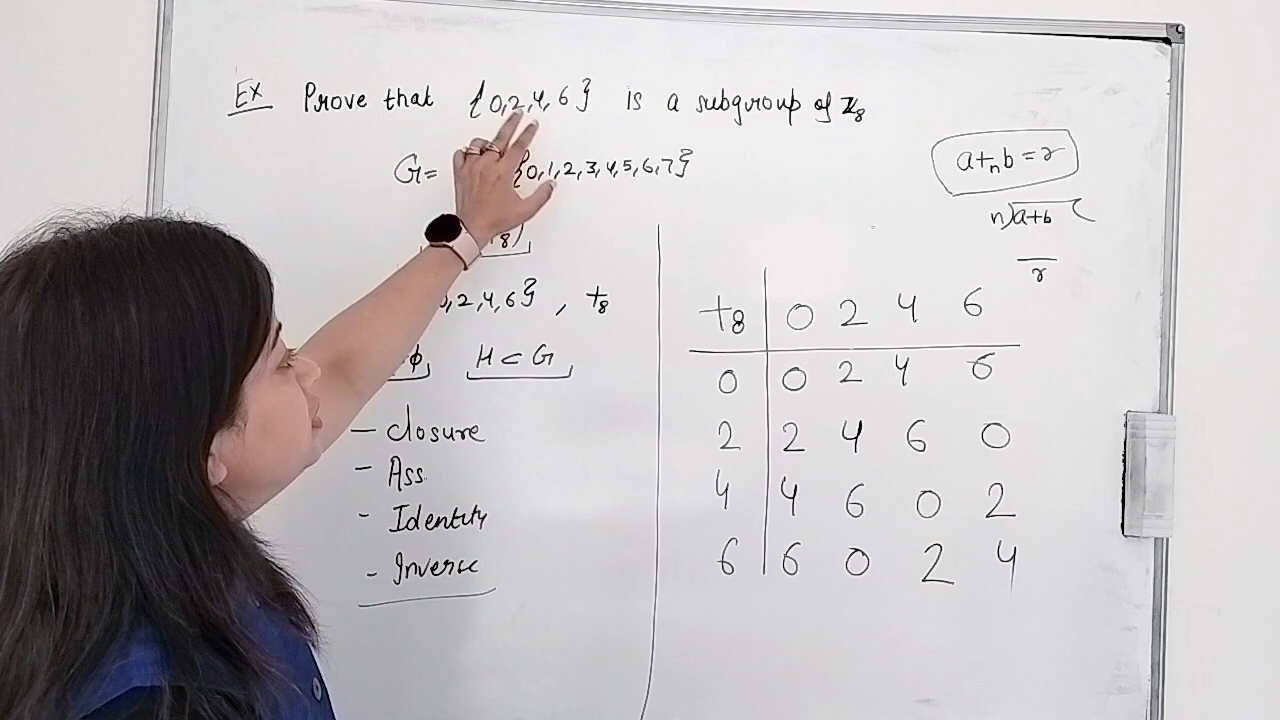 Ex Prove that {0,2,4,6} is a subgroup of Z₈
G= {0,1,2,3,4,5,6,7}
a+ₙb = r
n)a+b
r
₈)
,2,4,6} , +₈
ϕ H ⊂ G
— Closure
– Ass.
- Identity
- Inverse
+₈ 0 2 4 6
0 0 2 4 6
2 2 4 6 0
4 4 6 0 2
6 6 0 2 4